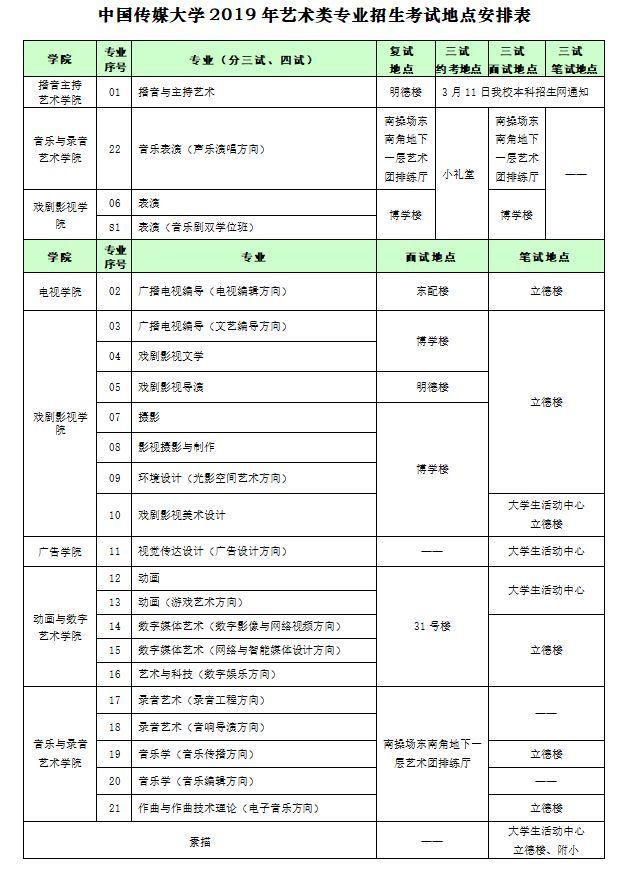 中国传媒大学2019年艺术类专业招生考试地点安排表
学院 专业序号 专业（分三试、四试） 复试地点 三试约考地点 三试面试地点 三试笔试地点
播音主持艺术学院 01 播音与主持艺术 明德楼 3月11日我校本科招生网通知
音乐与录音艺术学院 22 音乐表演（声乐演唱方向） 南操场东南角地下一层艺术团排练厅 小礼堂 南操场东南角地下一层艺术团排练厅 ——
戏剧影视学院 06 表演 博学楼 博学楼
S1 表演（音乐剧双学位班）
学院 专业序号 专业 面试地点 笔试地点
电视学院 02 广播电视编导（电视编辑方向） 东配楼 立德楼
戏剧影视学院 03 广播电视编导（文艺编导方向） 博学楼 立德楼
04 戏剧影视文学
05 戏剧影视导演 明德楼
07 摄影 博学楼
08 影视摄影与制作
09 环境设计（光影空间艺术方向）
10 戏剧影视美术设计 大学生活动中心
立德楼
广告学院 11 视觉传达设计（广告设计方向） —— 大学生活动中心
动画与数字艺术学院 12 动画 31号楼 大学生活动中心
13 动画（游戏艺术方向）
14 数字媒体艺术（数字影像与网络视频方向） 立德楼
15 数字媒体艺术（网络与智能媒体设计方向）
16 艺术与科技（数字娱乐方向）
音乐与录音艺术学院 17 录音艺术（录音工程方向） 南操场东南角地下一层艺术团排练厅 ——
18 录音艺术（音响导演方向）
19 音乐学（音乐传播方向） 立德楼
20 音乐学（音乐编辑方向） ——
21 作曲与作曲技术理论（电子音乐方向） 立德楼
素描 —— 大学生活动中心
立德楼、附小